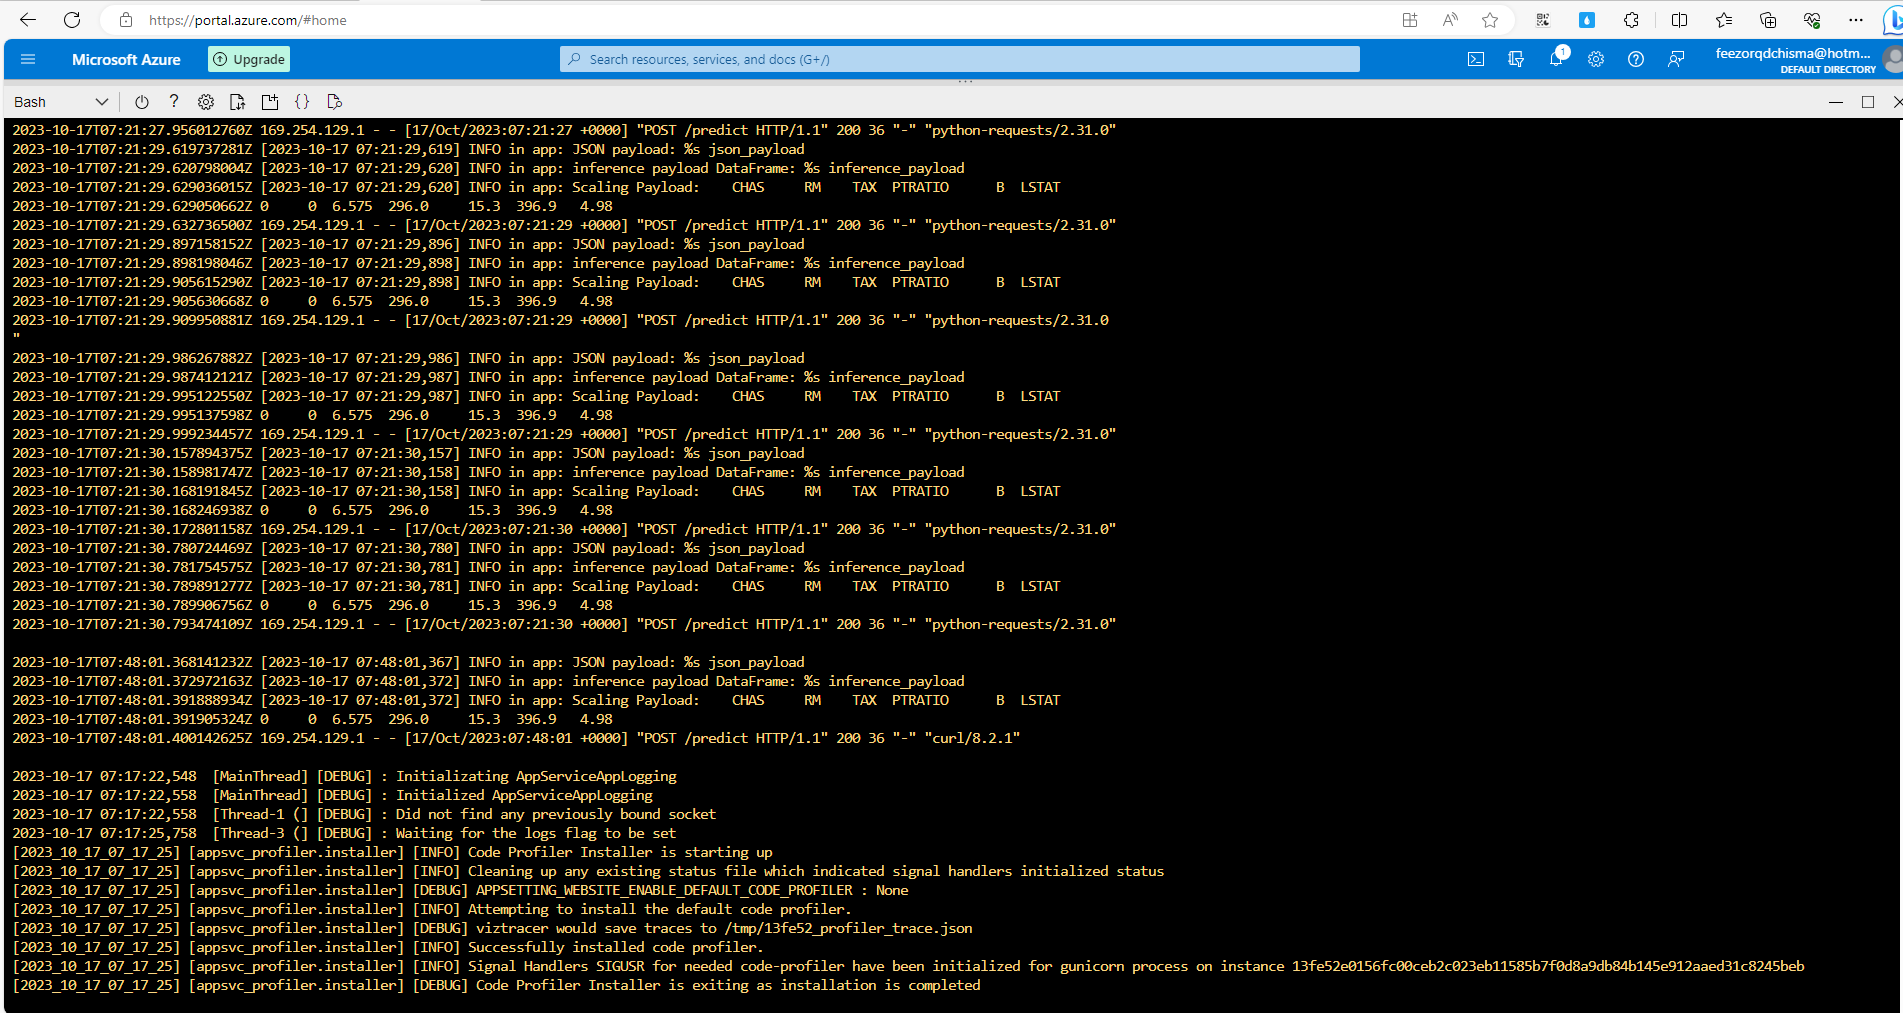 https://portal.azure.com/#home
Microsoft Azure
Upgrade
Search resources, services, and docs (G+/)
1
feezorqdchisma@hotm...
DEFAULT DIRECTORY
Bash
2023-10-17T07:21:27.956012760Z 169.254.129.1 - - [17/Oct/2023:07:21:27 +0000] "POST /predict HTTP/1.1" 200 36 "-" "python-requests/2.31.0"
2023-10-17T07:21:29.619737281Z [2023-10-17 07:21:29,619] INFO in app: JSON payload: %s json_payload
2023-10-17T07:21:29.620798004Z [2023-10-17 07:21:29,620] INFO in app: inference payload DataFrame: %s inference_payload
2023-10-17T07:21:29.629036015Z [2023-10-17 07:21:29,620] INFO in app: Scaling Payload:    CHAS     RM    TAX  PTRATIO      B  LSTAT
2023-10-17T07:21:29.629050662Z 0     0  6.575  296.0     15.3  396.9   4.98
2023-10-17T07:21:29.632736500Z 169.254.129.1 - - [17/Oct/2023:07:21:29 +0000] "POST /predict HTTP/1.1" 200 36 "-" "python-requests/2.31.0"
2023-10-17T07:21:29.897158152Z [2023-10-17 07:21:29,896] INFO in app: JSON payload: %s json_payload
2023-10-17T07:21:29.898198046Z [2023-10-17 07:21:29,898] INFO in app: inference payload DataFrame: %s inference_payload
2023-10-17T07:21:29.905615290Z [2023-10-17 07:21:29,898] INFO in app: Scaling Payload:    CHAS     RM    TAX  PTRATIO      B  LSTAT
2023-10-17T07:21:29.905630668Z 0     0  6.575  296.0     15.3  396.9   4.98
2023-10-17T07:21:29.909950881Z 169.254.129.1 - - [17/Oct/2023:07:21:29 +0000] "POST /predict HTTP/1.1" 200 36 "-" "python-requests/2.31.0
"
2023-10-17T07:21:29.986267882Z [2023-10-17 07:21:29,986] INFO in app: JSON payload: %s json_payload
2023-10-17T07:21:29.987412121Z [2023-10-17 07:21:29,987] INFO in app: inference payload DataFrame: %s inference_payload
2023-10-17T07:21:29.995122550Z [2023-10-17 07:21:29,987] INFO in app: Scaling Payload:    CHAS     RM    TAX  PTRATIO      B  LSTAT
2023-10-17T07:21:29.995137598Z 0     0  6.575  296.0     15.3  396.9   4.98
2023-10-17T07:21:29.999234457Z 169.254.129.1 - - [17/Oct/2023:07:21:29 +0000] "POST /predict HTTP/1.1" 200 36 "-" "python-requests/2.31.0"
2023-10-17T07:21:30.157894375Z [2023-10-17 07:21:30,157] INFO in app: JSON payload: %s json_payload
2023-10-17T07:21:30.158981747Z [2023-10-17 07:21:30,158] INFO in app: inference payload DataFrame: %s inference_payload
2023-10-17T07:21:30.168191845Z [2023-10-17 07:21:30,158] INFO in app: Scaling Payload:    CHAS     RM    TAX  PTRATIO      B  LSTAT
2023-10-17T07:21:30.168246938Z 0     0  6.575  296.0     15.3  396.9   4.98
2023-10-17T07:21:30.172801158Z 169.254.129.1 - - [17/Oct/2023:07:21:30 +0000] "POST /predict HTTP/1.1" 200 36 "-" "python-requests/2.31.0"
2023-10-17T07:21:30.780724469Z [2023-10-17 07:21:30,780] INFO in app: JSON payload: %s json_payload
2023-10-17T07:21:30.781754575Z [2023-10-17 07:21:30,781] INFO in app: inference payload DataFrame: %s inference_payload
2023-10-17T07:21:30.789891277Z [2023-10-17 07:21:30,781] INFO in app: Scaling Payload:    CHAS     RM    TAX  PTRATIO      B  LSTAT
2023-10-17T07:21:30.789906756Z 0     0  6.575  296.0     15.3  396.9   4.98
2023-10-17T07:21:30.793474109Z 169.254.129.1 - - [17/Oct/2023:07:21:30 +0000] "POST /predict HTTP/1.1" 200 36 "-" "python-requests/2.31.0"
2023-10-17T07:48:01.368141232Z [2023-10-17 07:48:01,367] INFO in app: JSON payload: %s json_payload
2023-10-17T07:48:01.372972163Z [2023-10-17 07:48:01,372] INFO in app: inference payload DataFrame: %s inference_payload
2023-10-17T07:48:01.391888934Z [2023-10-17 07:48:01,372] INFO in app: Scaling Payload:    CHAS     RM    TAX  PTRATIO      B  LSTAT
2023-10-17T07:48:01.391905324Z 0     0  6.575  296.0     15.3  396.9   4.98
2023-10-17T07:48:01.400142625Z 169.254.129.1 - - [17/Oct/2023:07:48:01 +0000] "POST /predict HTTP/1.1" 200 36 "-" "curl/8.2.1"
2023-10-17 07:17:22,548  [MainThread] [DEBUG] : Initializating AppServiceAppLogging
2023-10-17 07:17:22,558  [MainThread] [DEBUG] : Initialized AppServiceAppLogging
2023-10-17 07:17:22,558  [Thread-1 (] [DEBUG] : Did not find any previously bound socket
2023-10-17 07:17:25,758  [Thread-3 (] [DEBUG] : Waiting for the logs flag to be set
[2023_10_17_07_17_25] [appsvc_profiler.installer] [INFO] Code Profiler Installer is starting up
[2023_10_17_07_17_25] [appsvc_profiler.installer] [INFO] Cleaning up any existing status file which indicated signal handlers initialized status
[2023_10_17_07_17_25] [appsvc_profiler.installer] [DEBUG] APPSETTING_WEBSITE_ENABLE_DEFAULT_CODE_PROFILER : None
[2023_10_17_07_17_25] [appsvc_profiler.installer] [INFO] Attempting to install the default code profiler.
[2023_10_17_07_17_25] [appsvc_profiler.installer] [DEBUG] viztracer would save traces to /tmp/13fe52_profiler_trace.json
[2023_10_17_07_17_25] [appsvc_profiler.installer] [INFO] Successfully installed code profiler.
[2023_10_17_07_17_25] [appsvc_profiler.installer] [INFO] Signal Handlers SIGUSR for needed code-profiler have been initialized for gunicorn process on instance 13fe52e0156fc00ceb2c023eb11585b7f0d8a9db84b145e912aaed31c8245beb
[2023_10_17_07_17_25] [appsvc_profiler.installer] [DEBUG] Code Profiler Installer is exiting as installation is completed